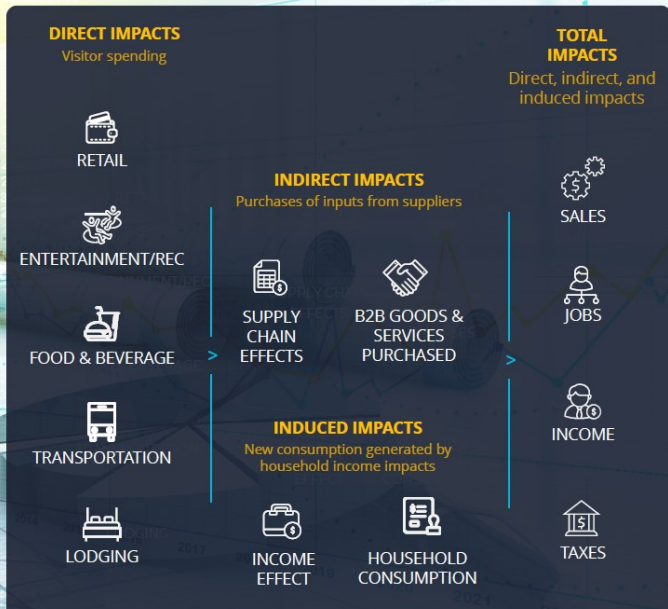 DIRECT IMPACTS
Visitor spending
RETAIL
ENTERTAINMENT/REC
FOOD & BEVERAGE
TRANSPORTATION
LODGING
>
INDIRECT IMPACTS
Purchases of inputs from suppliers
SUPPLY
CHAIN
EFFECTS
B2B GOODS &
SERVICES
PURCHASED
INDUCED IMPACTS
New consumption generated by
household income impacts
INCOME
EFFECT
HOUSEHOLD
CONSUMPTION
>
TOTAL
IMPACTS
Direct, indirect, and
induced impacts
SALES
JOBS
INCOME
TAXES
2017
2021